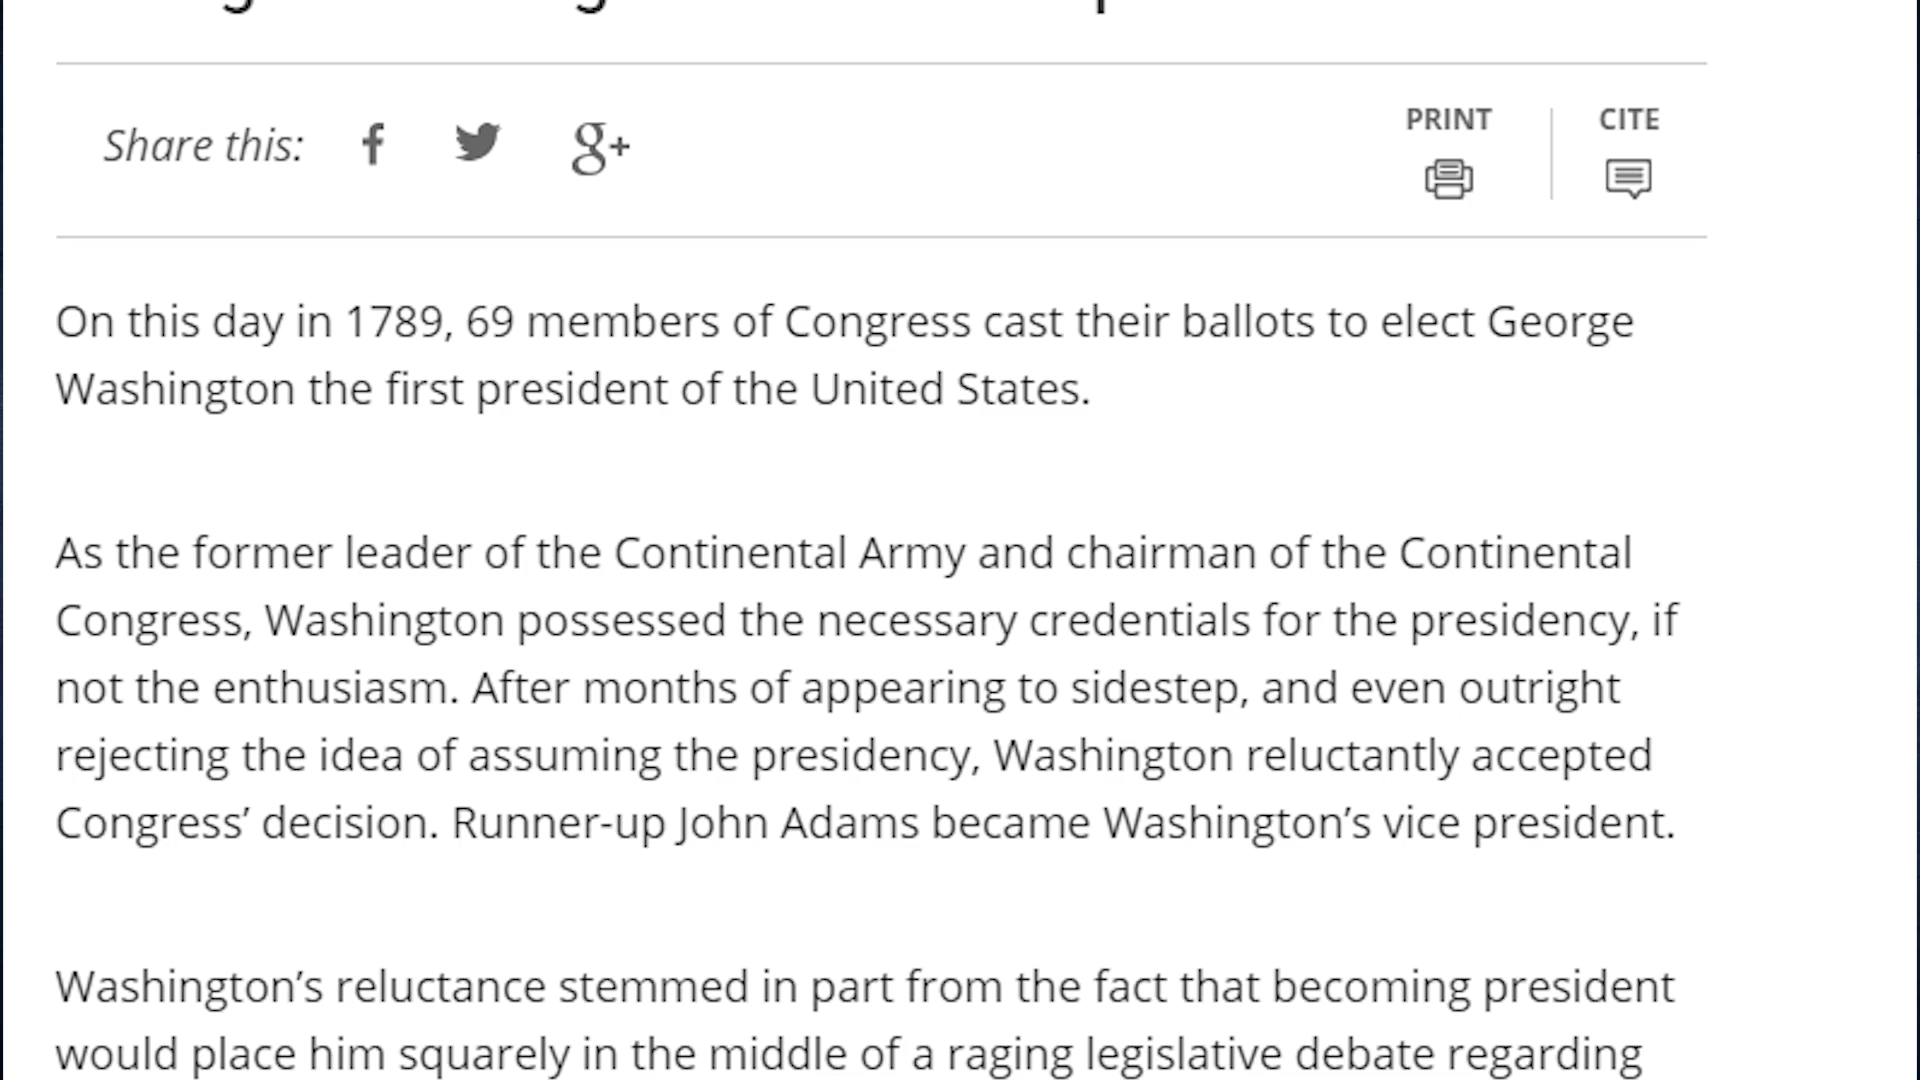 Share this:
g+
PRINT
CITE
On this day in 1789, 69 members of Congress cast their ballots to elect George
Washington the first president of the United States.
As the former leader of the Continental Army and chairman of the Continental
Congress, Washington possessed the necessary credentials for the presidency, if
not the enthusiasm. After months of appearing to sidestep, and even outright
rejecting the idea of assuming the presidency, Washington reluctantly accepted
Congress’ decision. Runner-up John Adams became Washington’s vice president.
Washington’s reluctance stemmed in part from the fact that becoming president
would place him squarely in the middle of a raging legislative debate regarding